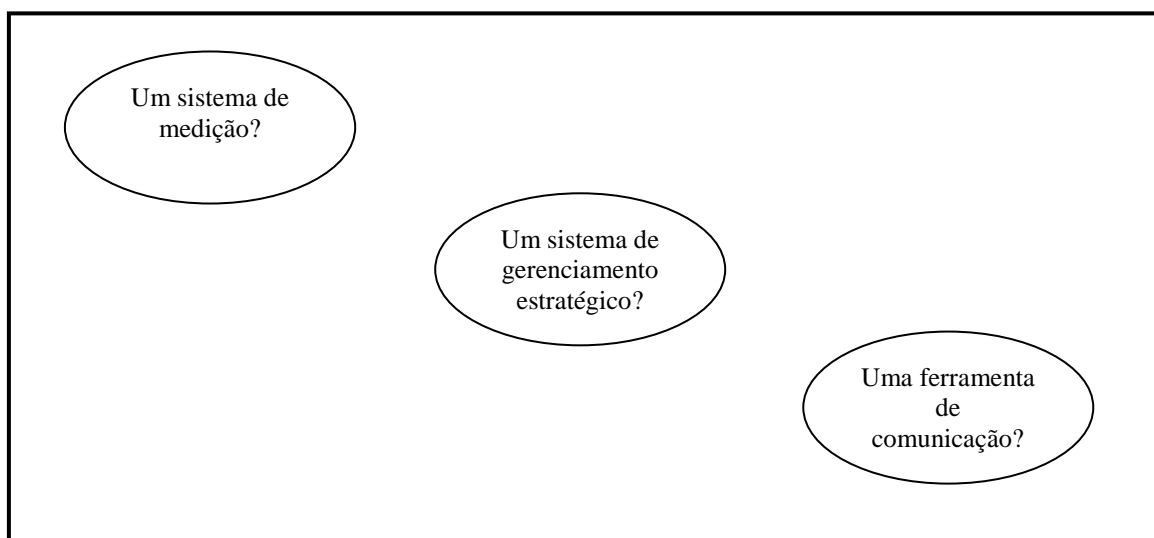 Um sistema de
medição?
Um sistema de
gerenciamento
estratégico?
Uma ferramenta
de
comunicação?